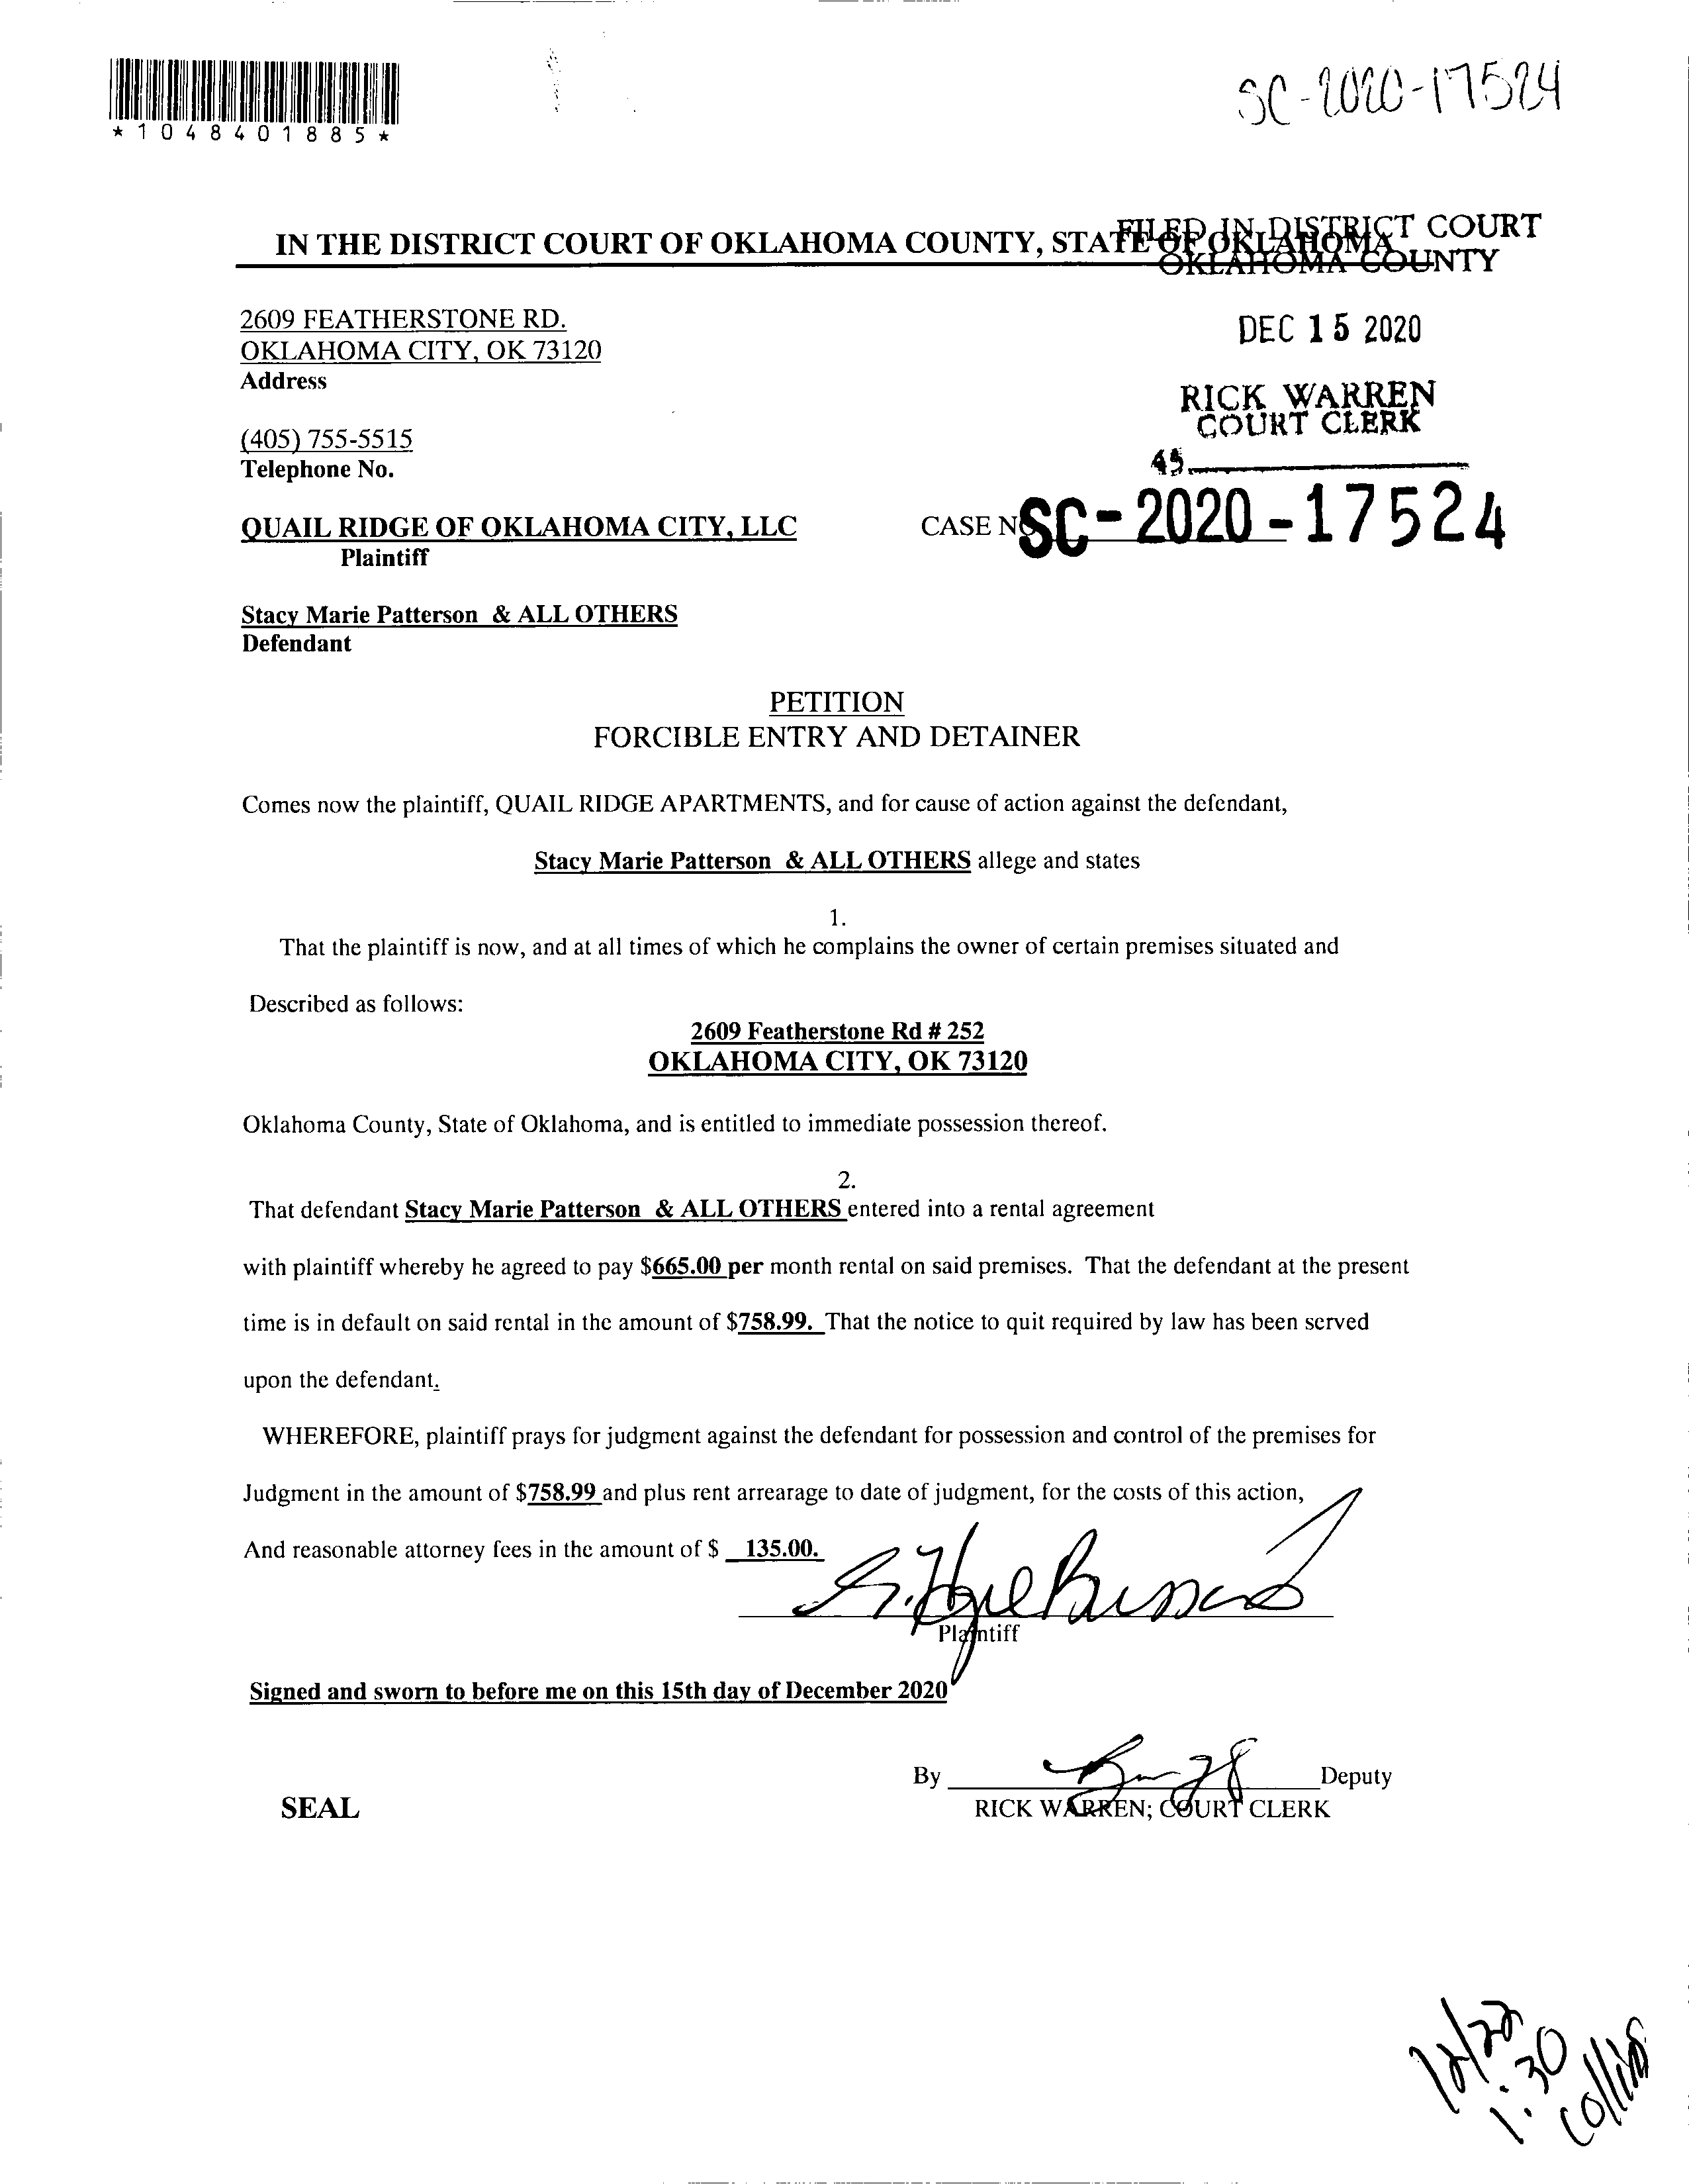 *1048401885*
SC-2020-17524
IN THE DISTRICT COURT OF OKLAHOMA COUNTY, STATE OF OKLAHOMA
FILED IN DISTRICT COURT
OKLAHOMA COUNTY
2609 FEATHERSTONE RD.
OKLAHOMA CITY, OK 73120
Address
DEC 15 2020
RICK WARREN
COURT CLERK
(405) 755-5515
Telephone No.
45
QUAIL RIDGE OF OKLAHOMA CITY, LLC
CASE NO SC-2020-17524
Plaintiff
Stacy Marie Patterson & ALL OTHERS
Defendant
PETITION
FORCIBLE ENTRY AND DETAINER
Comes now the plaintiff, QUAIL RIDGE APARTMENTS, and for cause of action against the defendant,
Stacy Marie Patterson & ALL OTHERS allege and states
1.
That the plaintiff is now, and at all times of which he complains the owner of certain premises situated and
Described as follows:
2609 Featherstone Rd # 252
OKLAHOMA CITY, OK 73120
Oklahoma County, State of Oklahoma, and is entitled to immediate possession thereof.
2.
That defendant Stacy Marie Patterson & ALL OTHERS entered into a rental agreement
with plaintiff whereby he agreed to pay $665.00 per month rental on said premises. That the defendant at the present
time is in default on said rental in the amount of $758.99. That the notice to quit required by law has been served
upon the defendant.
WHEREFORE, plaintiff prays for judgment against the defendant for possession and control of the premises for
Judgment in the amount of $758.99 and plus rent arrearage to date of judgment, for the costs of this action,
And reasonable attorney fees in the amount of $ 135.00.
Plaintiff
Signed and sworn to before me on this 15th day of December 2020
By Deputy
SEAL
RICK WARREN; COURT CLERK
12/22
1:30
Collins